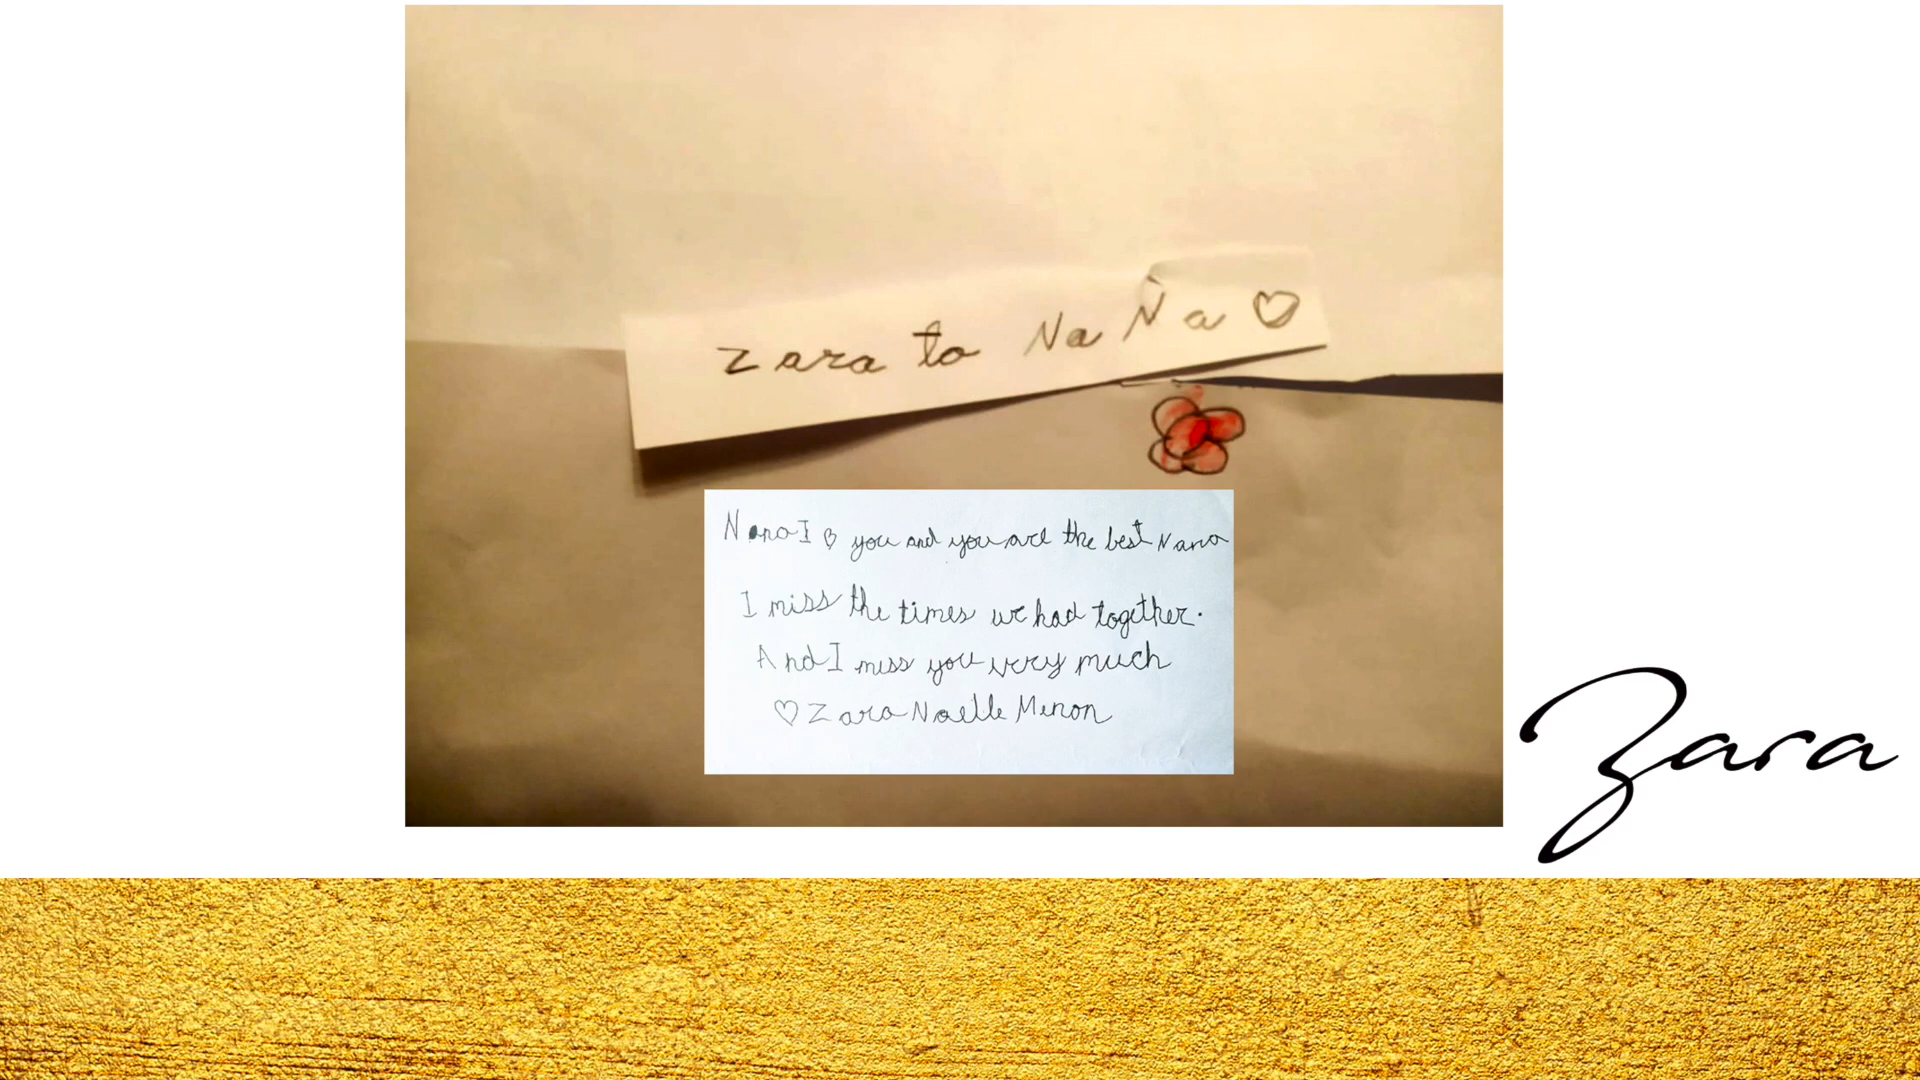 Zara to NaNa ♡
Nana I ♡ you and you are the best Nana
I miss the times we had together.
And I miss you very much
♡ Zara Noelle Menon
Zara